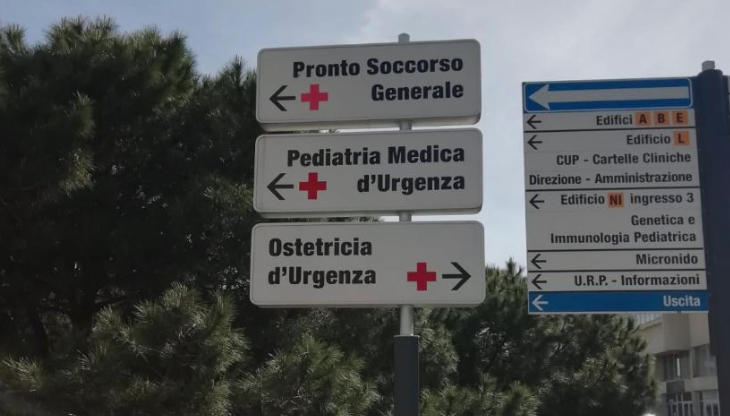 Pronto Soccorso
Generale
Pediatria Medica
d'Urgenza
Ostetricia
d'Urgenza
Edifici A B E
Edificio L
CUP - Cartelle Cliniche
Direzione - Amministrazione
Edificio NI ingresso 3
Genetica e
Immunologia Pediatrica
Micronido
U.R.P. - Informazioni
Uscita